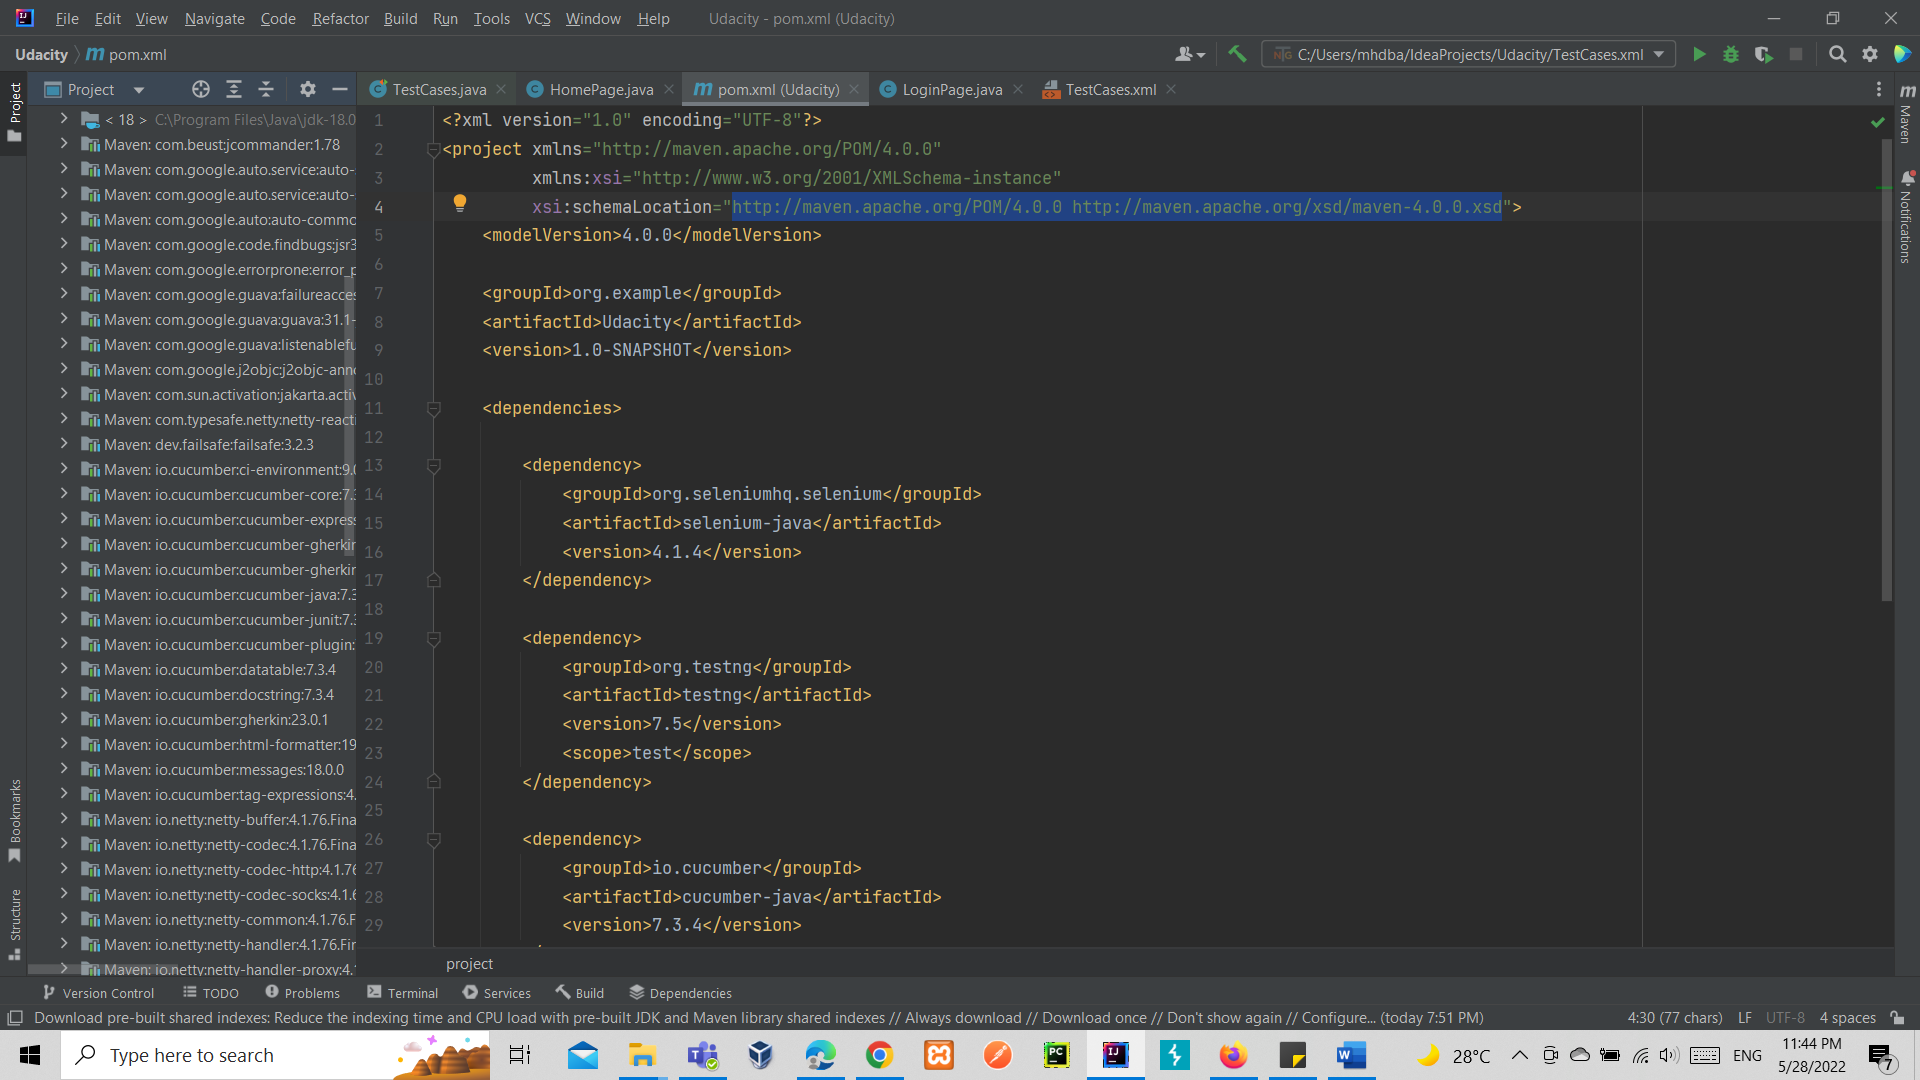 File Edit View Navigate Code Refactor Build Run Tools VCS Window Help Udacity - pom.xml (Udacity)
Udacity pom.xml C:/Users/mhdba/IdeaProjects/Udacity/TestCases.xml
Project TestCases.java HomePage.java pom.xml (Udacity) LoginPage.java TestCases.xml
Project
Bookmarks
Structure
Maven
Notifications
< 18 > C:\Program Files\Java\jdk-18.0
Maven: com.beust:jcommander:1.78
Maven: com.google.auto.service:auto-
Maven: com.google.auto.service:auto-
Maven: com.google.auto:auto-commo
Maven: com.google.code.findbugs:jsr3
Maven: com.google.errorprone:error_p
Maven: com.google.guava:failureacces
Maven: com.google.guava:guava:31.1-
Maven: com.google.guava:listenablefu
Maven: com.google.j2objc:j2objc-anno
Maven: com.sun.activation:jakarta.activ
Maven: com.typesafe.netty:netty-reacti
Maven: dev.failsafe:failsafe:3.2.3
Maven: io.cucumber:ci-environment:9.0
Maven: io.cucumber:cucumber-core:7.3
Maven: io.cucumber:cucumber-express
Maven: io.cucumber:cucumber-gherkin
Maven: io.cucumber:cucumber-gherkin
Maven: io.cucumber:cucumber-java:7.3
Maven: io.cucumber:cucumber-junit:7.3
Maven: io.cucumber:cucumber-plugin:
Maven: io.cucumber:datatable:7.3.4
Maven: io.cucumber:docstring:7.3.4
Maven: io.cucumber:gherkin:23.0.1
Maven: io.cucumber:html-formatter:19
Maven: io.cucumber:messages:18.0.0
Maven: io.cucumber:tag-expressions:4.
Maven: io.netty:netty-buffer:4.1.76.Fina
Maven: io.netty:netty-codec:4.1.76.Fina
Maven: io.netty:netty-codec-http:4.1.76
Maven: io.netty:netty-codec-socks:4.1.6
Maven: io.netty:netty-common:4.1.76.F
Maven: io.netty:netty-handler:4.1.76.Fir
Maven: io.netty:netty-handler-proxy:4.1
1 <?xml version="1.0" encoding="UTF-8"?>
2 <project xmlns="http://maven.apache.org/POM/4.0.0"
3 xmlns:xsi="http://www.w3.org/2001/XMLSchema-instance"
4 xsi:schemaLocation="http://maven.apache.org/POM/4.0.0 http://maven.apache.org/xsd/maven-4.0.0.xsd">
5 <modelVersion>4.0.0</modelVersion>
6
7 <groupId>org.example</groupId>
8 <artifactId>Udacity</artifactId>
9 <version>1.0-SNAPSHOT</version>
10
11 <dependencies>
12
13 <dependency>
14 <groupId>org.seleniumhq.selenium</groupId>
15 <artifactId>selenium-java</artifactId>
16 <version>4.1.4</version>
17 </dependency>
18
19 <dependency>
20 <groupId>org.testng</groupId>
21 <artifactId>testng</artifactId>
22 <version>7.5</version>
23 <scope>test</scope>
24 </dependency>
25
26 <dependency>
27 <groupId>io.cucumber</groupId>
28 <artifactId>cucumber-java</artifactId>
29 <version>7.3.4</version>
project
Version Control TODO Problems Terminal Services Build Dependencies
Download pre-built shared indexes: Reduce the indexing time and CPU load with pre-built JDK and Maven library shared indexes // Always download // Download once // Don't show again // Configure... (today 7:51 PM) 4:30 (77 chars) LF UTF-8 4 spaces
Type here to search 28°C ENG 11:44 PM
5/28/2022 7